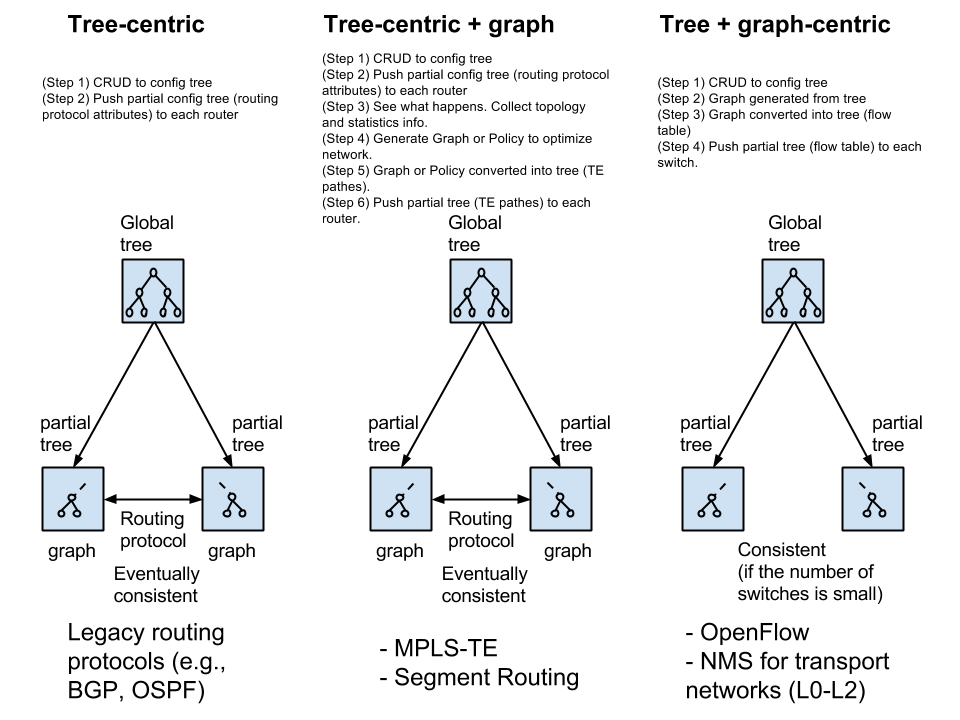 Tree-centric
(Step 1) CRUD to config tree
(Step 2) Push partial config tree (routing
protocol attributes) to each router
Global
tree
partial
tree
partial
tree
Routing
protocol
graph
graph
Eventually
consistent
Legacy routing
protocols (e.g.,
BGP, OSPF)
Tree-centric + graph
(Step 1) CRUD to config tree
(Step 2) Push partial config tree (routing protocol
attributes) to each router
(Step 3) See what happens. Collect topology
and statistics info.
(Step 4) Generate Graph or Policy to optimize
network.
(Step 5) Graph or Policy converted into tree (TE
pathes).
(Step 6) Push partial tree (TE pathes) to each
router.
Global
tree
partial
tree
partial
tree
Routing
protocol
graph
graph
Eventually
consistent
- MPLS-TE
- Segment Routing
Tree + graph-centric
(Step 1) CRUD to config tree
(Step 2) Graph generated from tree
(Step 3) Graph converted into tree (flow
table)
(Step 4) Push partial tree (flow table) to each
switch.
Global
tree
partial
tree
partial
tree
Consistent
(if the number of
switches is small)
- OpenFlow
- NMS for transport
networks (L0-L2)